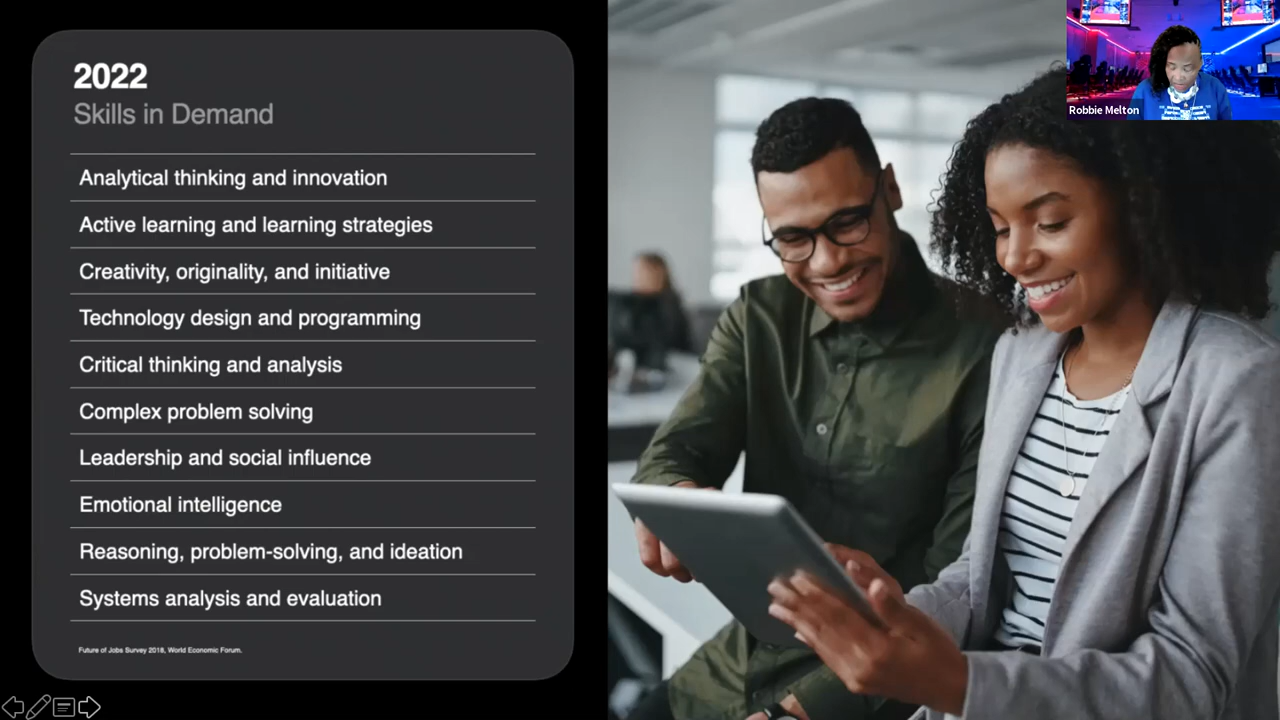 2022
Skills in Demand
Analytical thinking and innovation
Active learning and learning strategies
Creativity, originality, and initiative
Technology design and programming
Critical thinking and analysis
Complex problem solving
Leadership and social influence
Emotional intelligence
Reasoning, problem-solving, and ideation
Systems analysis and evaluation
Future of Jobs Survey 2018, World Economic Forum.
Robbie Melton